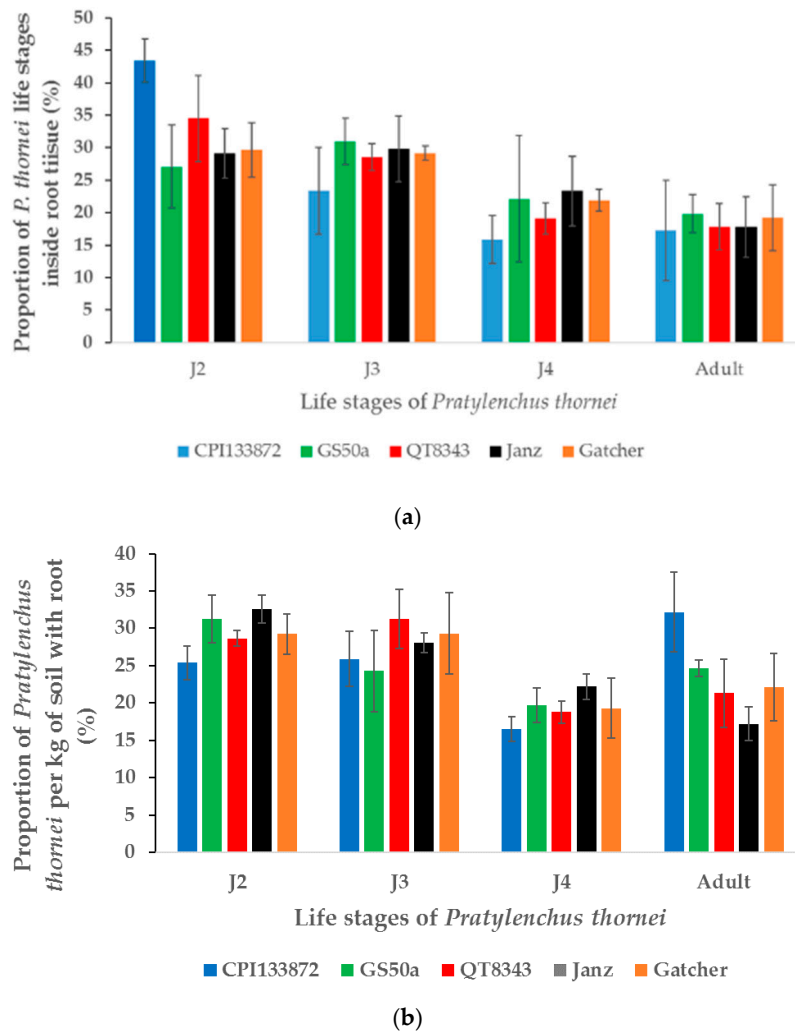 Proportion of P. thornei life stages
inside root tiisue (%)
50
45
40
35
30
25
20
15
10
5
0
J2 J3 J4 Adult
Life stages of Pratylenchus thornei
CPI133872 GS50a QT8343 Janz Gatcher
(a)
Proportion of Pratylenchus
thornei per kg of soil with root
(%)
40
35
30
25
20
15
10
5
0
J2 J3 J4 Adult
Life stages of Pratylenchus thornei
CPI133872 GS50a QT8343 Janz Gatcher
(b)